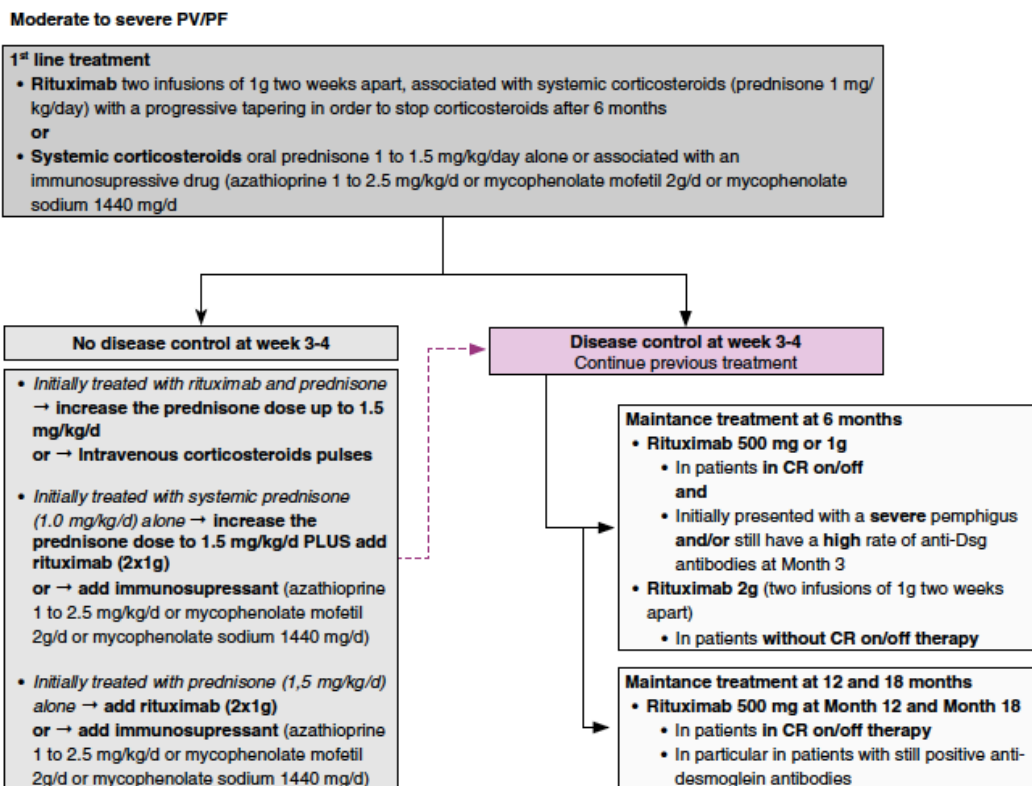 Moderate to severe PV/PF
1st line treatment
• Rituximab two infusions of 1g two weeks apart, associated with systemic corticosteroids (prednisone 1 mg/
kg/day) with a progressive tapering in order to stop corticosteroids after 6 months
or
• Systemic corticosteroids oral prednisone 1 to 1.5 mg/kg/day alone or associated with an
immunosupressive drug (azathioprine 1 to 2.5 mg/kg/d or mycophenolate mofetil 2g/d or mycophenolate
sodium 1440 mg/d
No disease control at week 3-4
• Initially treated with rituximab and prednisone
→ increase the prednisone dose up to 1.5
mg/kg/d
or → Intravenous corticosteroids pulses
• Initially treated with systemic prednisone
(1.0 mg/kg/d) alone → increase the
prednisone dose to 1.5 mg/kg/d PLUS add
rituximab (2x1g)
or → add immunosupressant (azathioprine
1 to 2.5 mg/kg/d or mycophenolate mofetil
2g/d or mycophenolate sodium 1440 mg/d)
• Initially treated with prednisone (1,5 mg/kg/d)
alone → add rituximab (2x1g)
or → add immunosupressant (azathioprine
1 to 2.5 mg/kg/d or mycophenolate mofetil
2g/d or mycophenolate sodium 1440 mg/d)
Disease control at week 3-4
Continue previous treatment
Maintance treatment at 6 months
• Rituximab 500 mg or 1g
• In patients in CR on/off
and
• Initially presented with a severe pemphigus
and/or still have a high rate of anti-Dsg
antibodies at Month 3
• Rituximab 2g (two infusions of 1g two weeks
apart)
• In patients without CR on/off therapy
Maintance treatment at 12 and 18 months
• Rituximab 500 mg at Month 12 and Month 18
• In patients in CR on/off therapy
• In particular in patients with still positive anti-
desmoglein antibodies